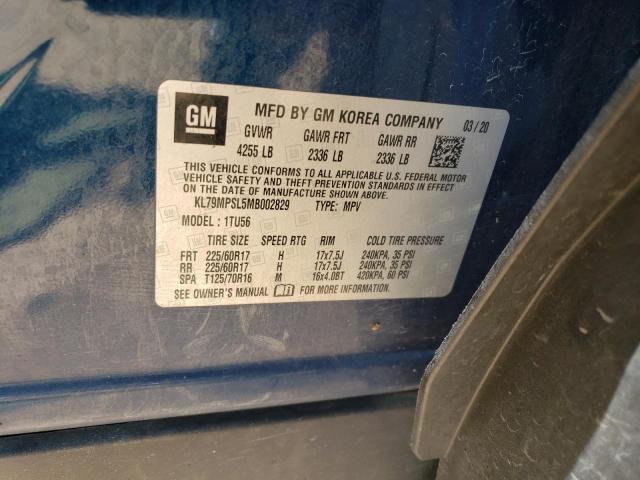 GM
MFD BY GM KOREA COMPANY 03/20
GVWR GAWR FRT GAWR RR
4255 LB 2336 LB 2336 LB
THIS VEHICLE CONFORMS TO ALL APPLICABLE U.S. FEDERAL MOTOR
VEHICLE SAFETY AND THEFT PREVENTION STANDARDS IN
EFFECT ON THE DATE OF MANUFACTURE SHOWN ABOVE.
KL79MPSL5MB002829 TYPE: MPV
MODEL: 1TU56
TIRE SIZE SPEED RTG RIM COLD TIRE PRESSURE
FRT 225/60R17 H 17x7.5J 240KPA, 35 PSI
RR 225/60R17 H 17x7.5J 240KPA, 35 PSI
SPA T125/70R16 M 16x4.0BT 420KPA, 60 PSI
SEE OWNER'S MANUAL FOR MORE INFORMATION.